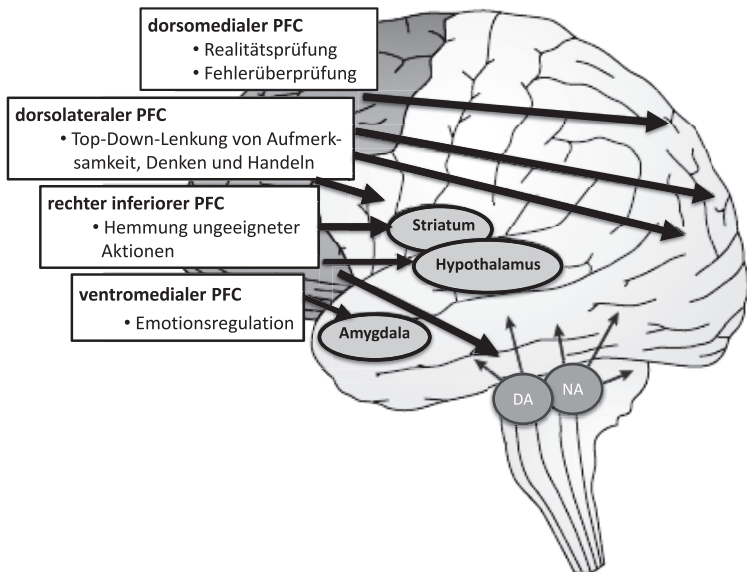 dorsomedialer PFC
• Realitätsprüfung
• Fehlerüberprüfung
dorsolateraler PFC
• Top-Down-Lenkung von Aufmerk-
samkeit, Denken und Handeln
rechter inferiorer PFC
• Hemmung ungeeigneter
Aktionen
ventromedialer PFC
• Emotionsregulation
Striatum
Hypothalamus
Amygdala
DA
NA